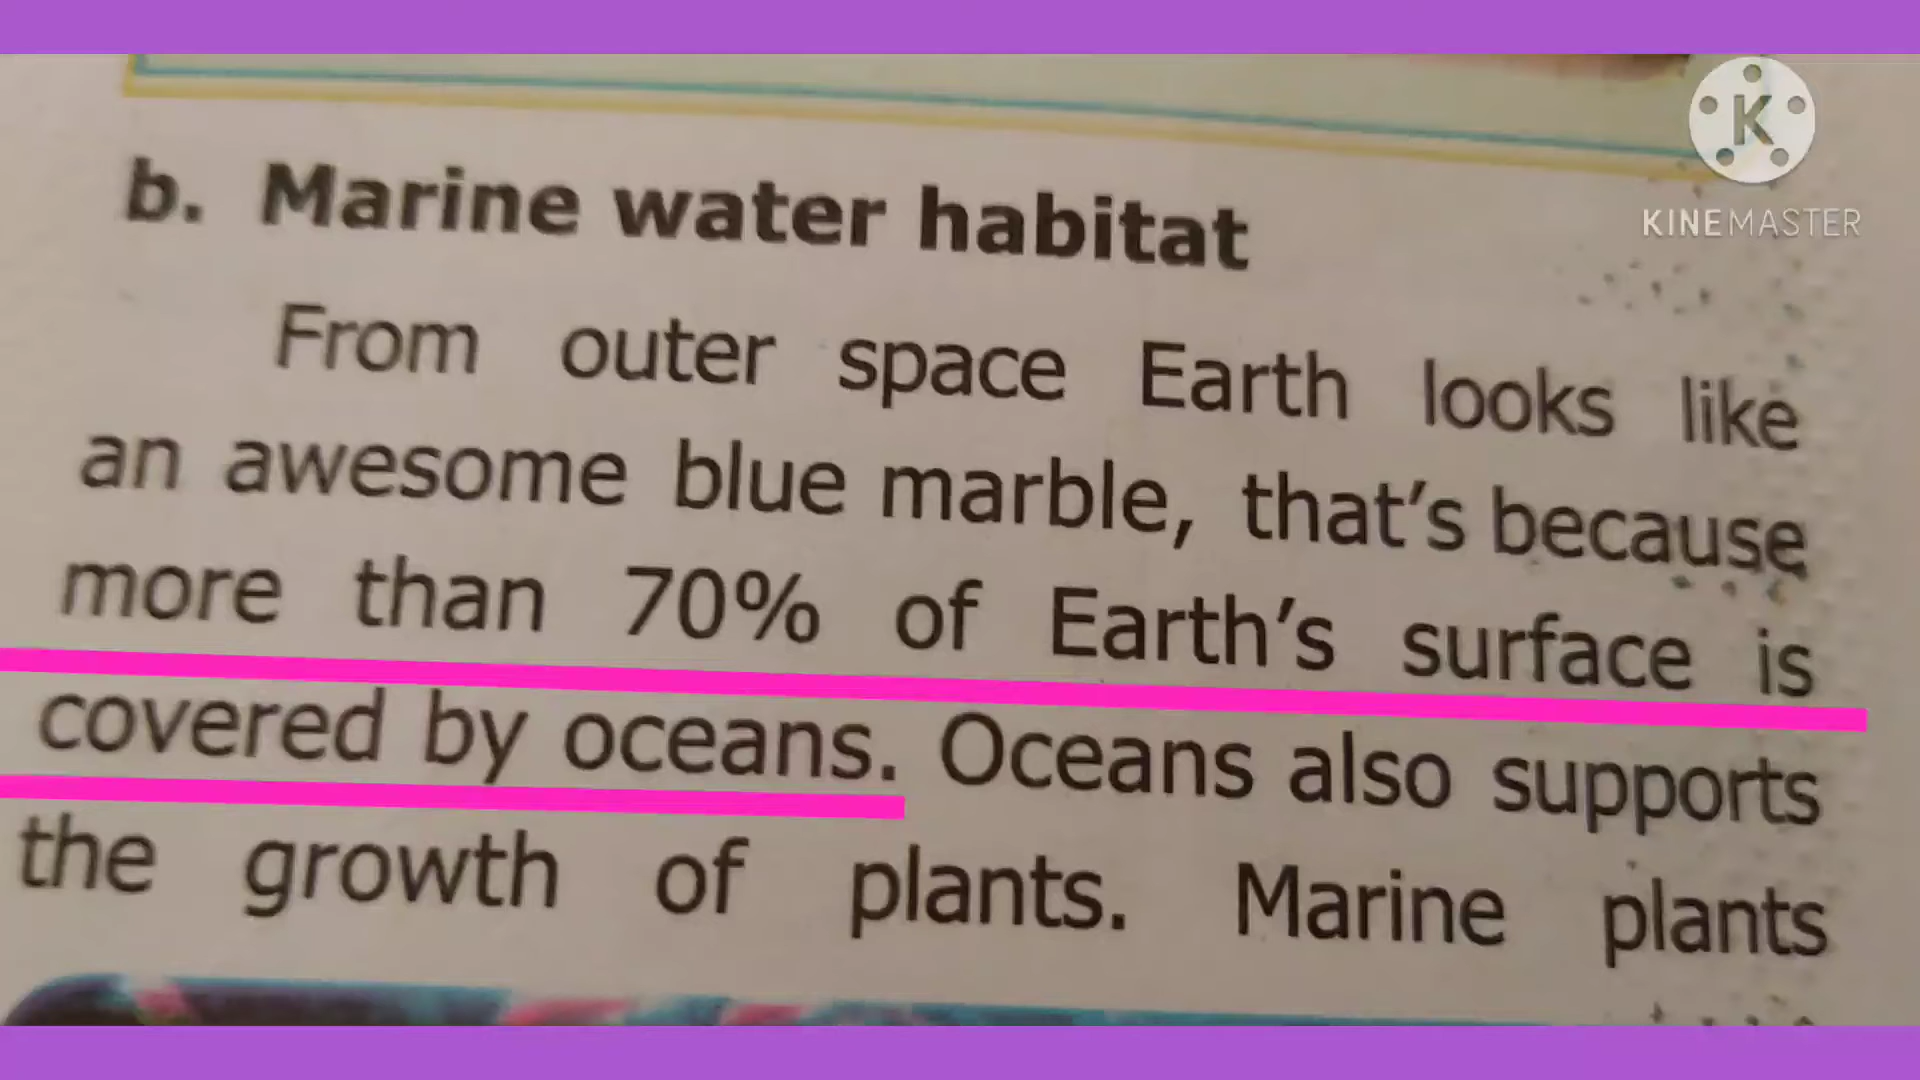 K
KINEMASTER
b. Marine water habitat
From outer space Earth looks like
an awesome blue marble, that's because
more than 70% of Earth's surface is
covered by oceans. Oceans also supports
the growth of plants. Marine plants